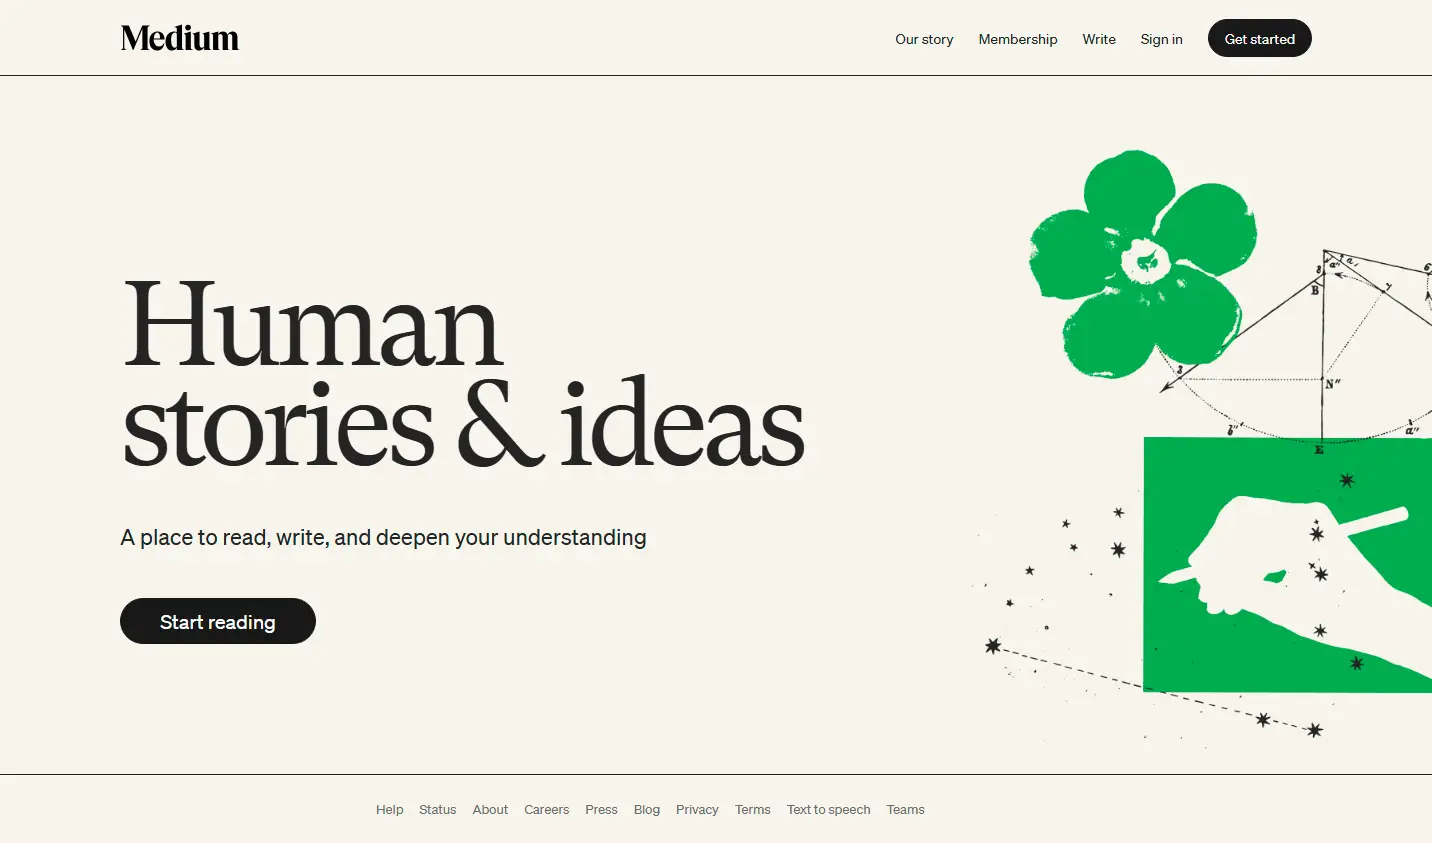 Medium
Our story Membership Write Sign in Get started
Human
stories & ideas
A place to read, write, and deepen your understanding
Start reading
B
N″
b″
a″
E
Help Status About Careers Press Blog Privacy Terms Text to speech Teams